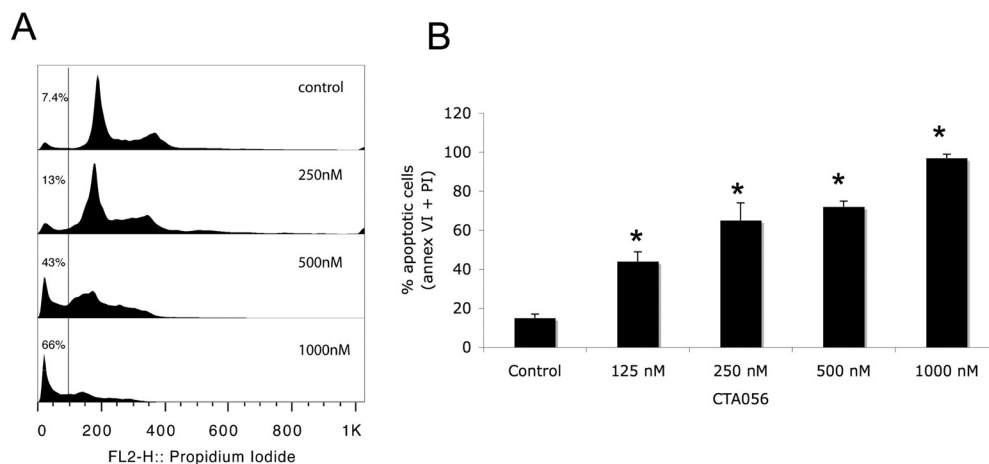 A
7.4%
control
13%
250nM
43%
500nM
66%
1000nM
0 200 400 600 800 1K
FL2-H:: Propidium Iodide
B
% apoptotic cells
(annex VI + PI)
120
100
80
60
40
20
0
*
*
*
*
Control 125 nM 250 nM 500 nM 1000 nM
CTA056